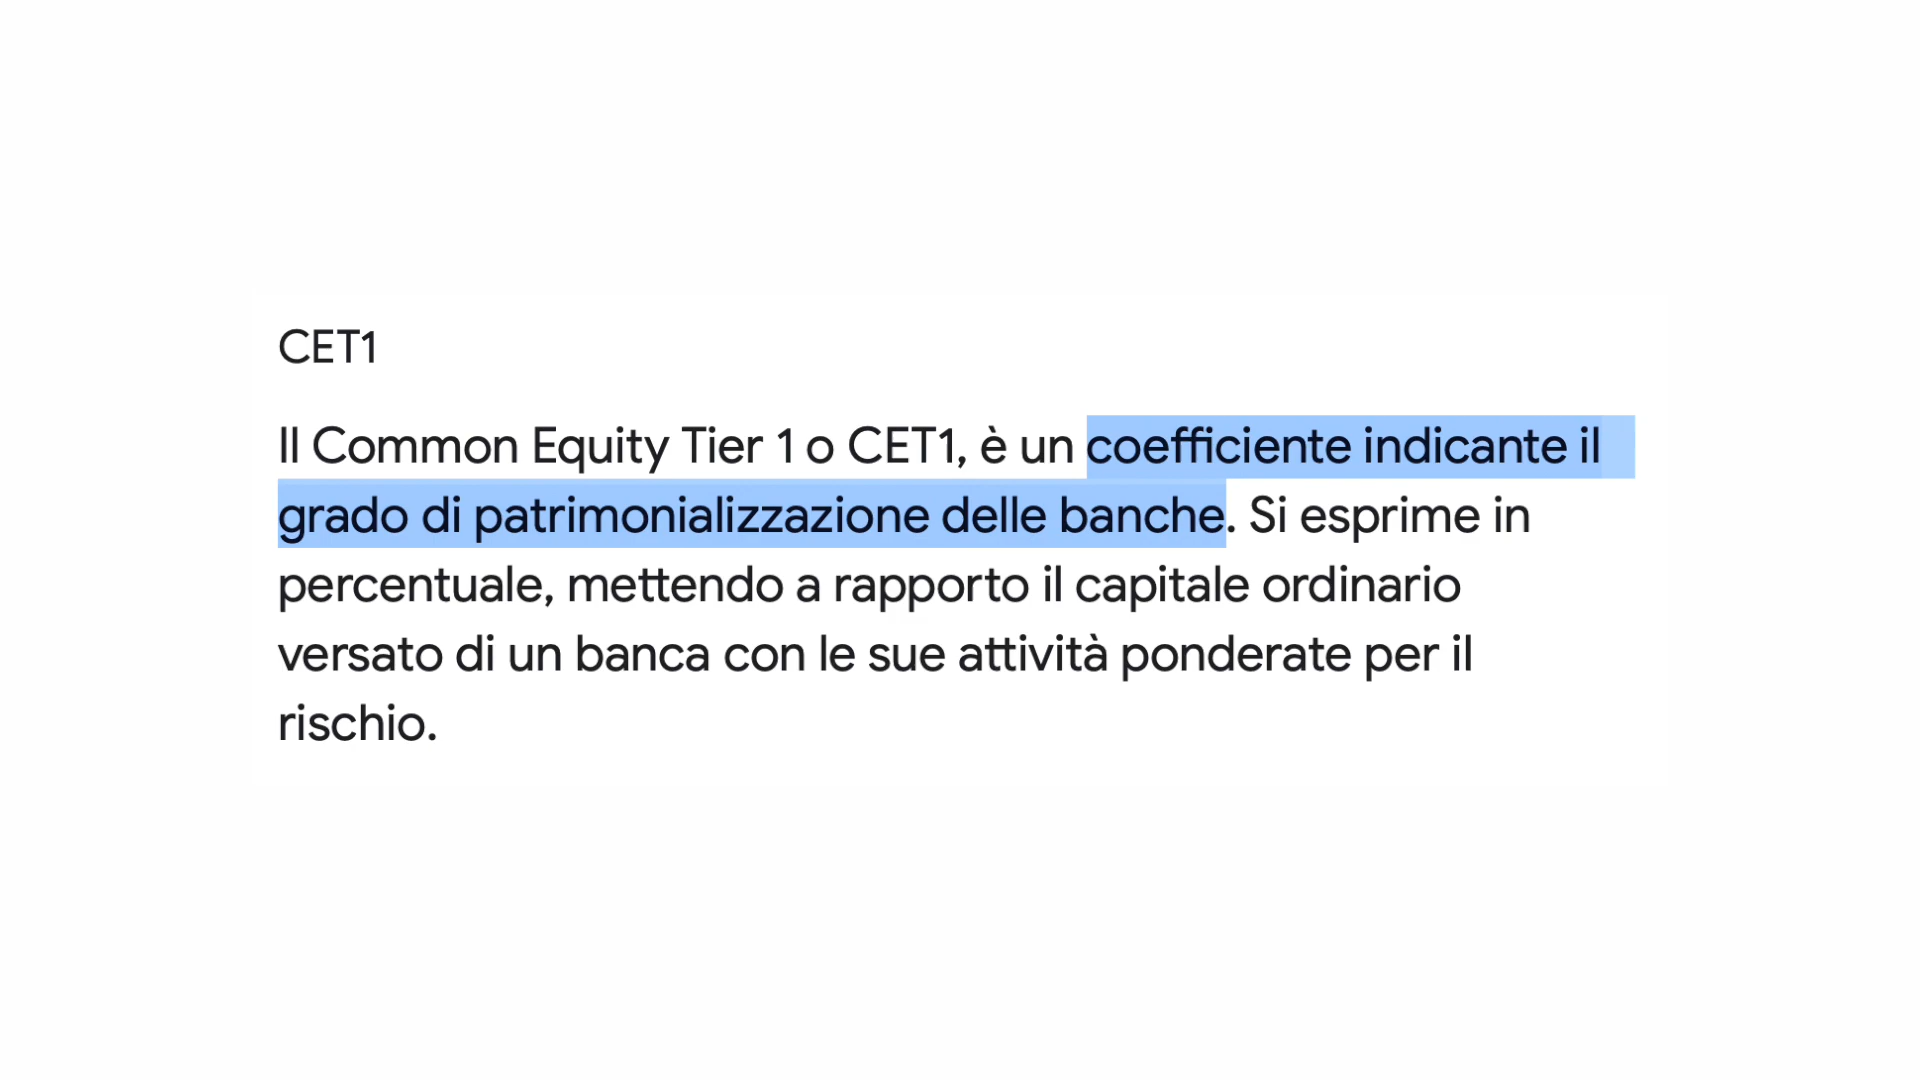 CET1
Il Common Equity Tier 1 o CET1, è un coefficiente indicante il
grado di patrimonializzazione delle banche. Si esprime in
percentuale, mettendo a rapporto il capitale ordinario
versato di un banca con le sue attività ponderate per il
rischio.